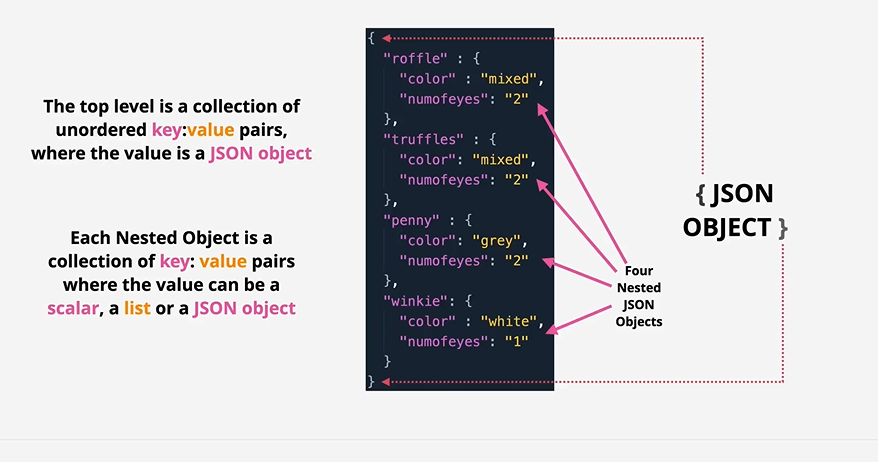 The top level is a collection of
unordered key:value pairs,
where the value is a JSON object
Each Nested Object is a
collection of key: value pairs
where the value can be a
scalar, a list or a JSON object
{
"roffle" : {
"color" : "mixed",
"numofeyes": "2"
},
"truffles" : {
"color": "mixed",
"numofeyes": "2"
},
"penny" : {
"color": "grey",
"numofeyes": "2"
},
"winkie": {
"color" : "white",
"numofeyes": "1"
}
}
Four
Nested
JSON
Objects
{ JSON
OBJECT }